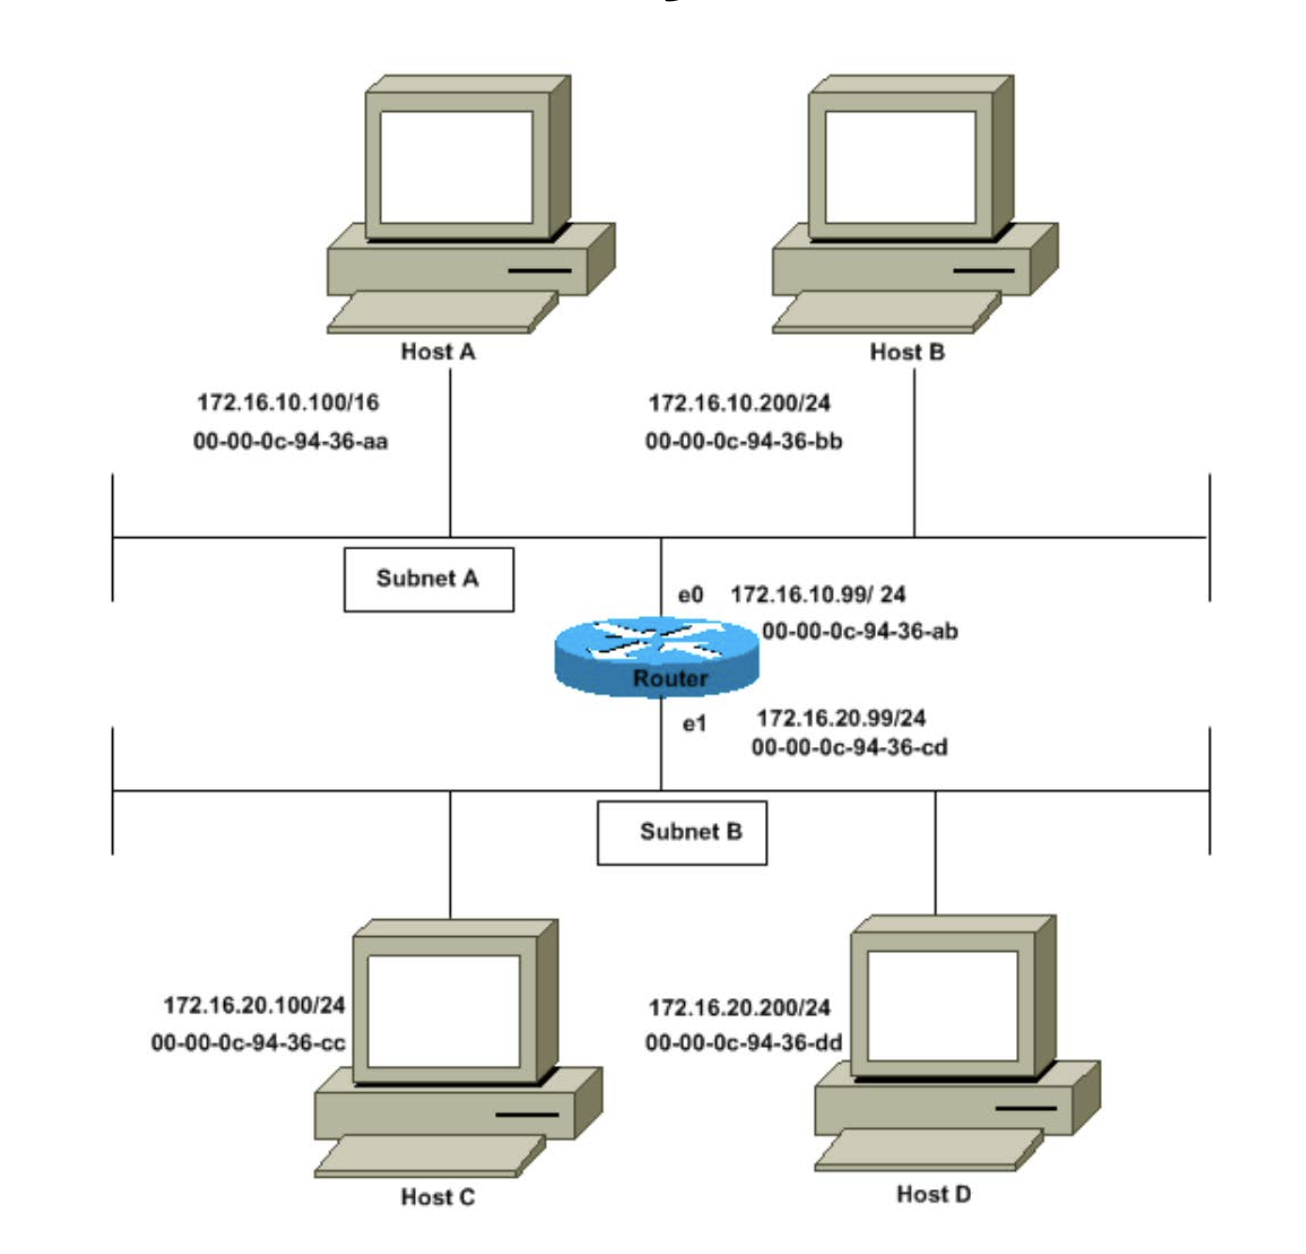 Host A
Host B
172.16.10.100/16
00-00-0c-94-36-aa
172.16.10.200/24
00-00-0c-94-36-bb
Subnet A
e0 172.16.10.99/ 24
00-00-0c-94-36-ab
Router
e1 172.16.20.99/24
00-00-0c-94-36-cd
Subnet B
172.16.20.100/24
00-00-0c-94-36-cc
172.16.20.200/24
00-00-0c-94-36-dd
Host C
Host D